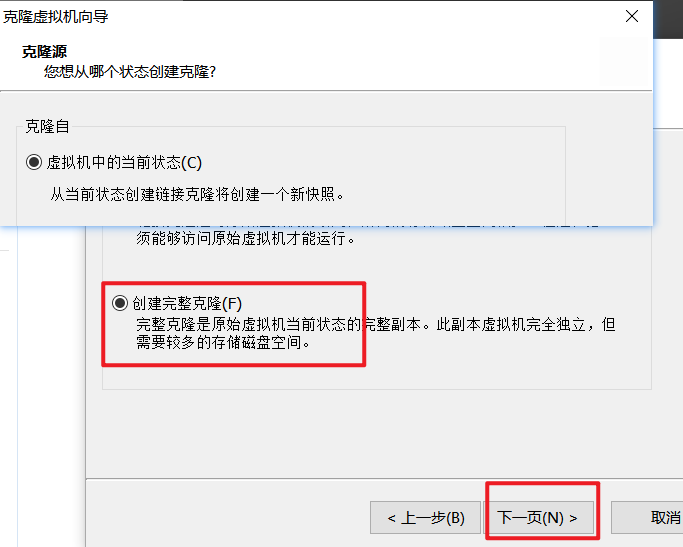 克隆虚拟机向导
克隆源
您想从哪个状态创建克隆?
克隆自
虚拟机中的当前状态(C)
从当前状态创建链接克隆将创建一个新快照。
须能够访问原始虚拟机才能运行。
创建完整克隆(F)
完整克隆是原始虚拟机当前状态的完整副本。此副本虚拟机完全独立，但
需要较多的存储磁盘空间。
< 上一步(B)
下一页(N) >
取消